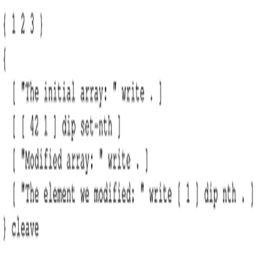 { 1 2 3 }
{
[ "The initial array: " write . ]
[ [ 42 1 ] dip set-nth ]
[ "Modified array: " write . ]
[ "The element we modified: " write [ 1 ] dip nth . ]
} cleave